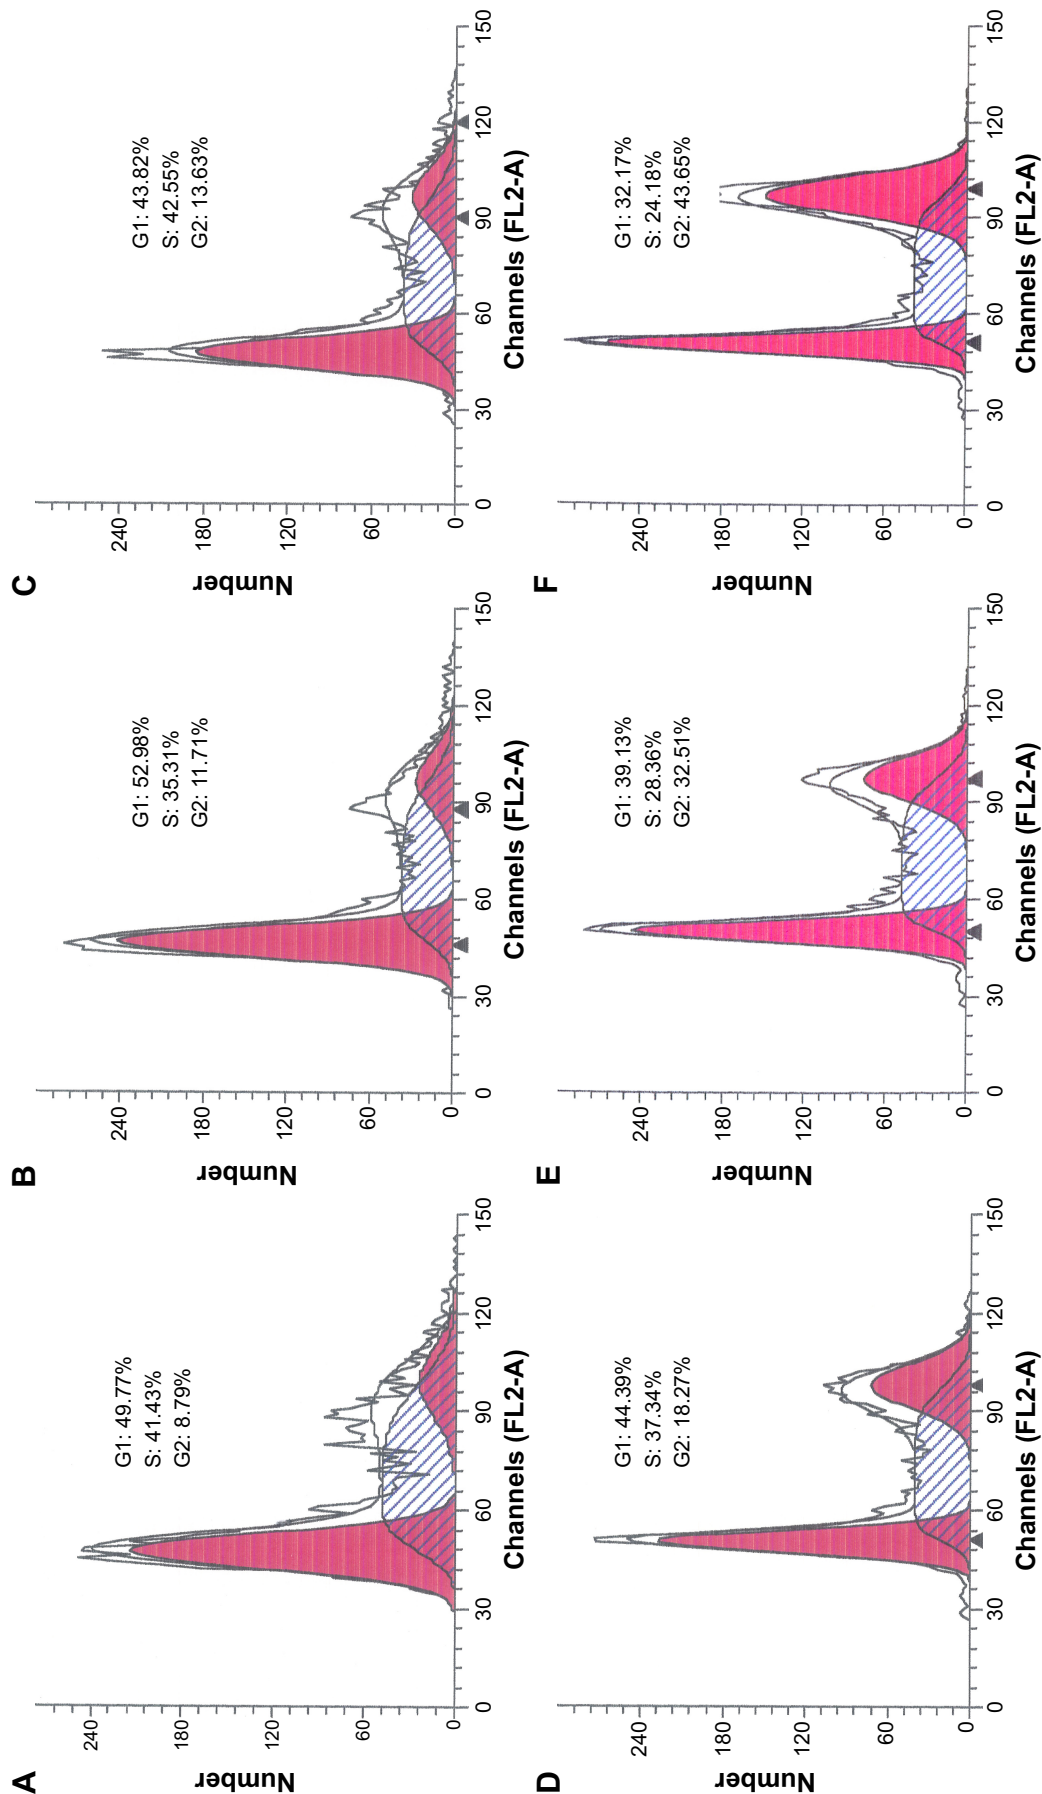 A
Number
240
180
120
60
0
G1: 49.77%
S: 41.43%
G2: 8.79%
0 30 60 90 120 150
Channels (FL2-A)
B
Number
240
180
120
60
0
G1: 52.98%
S: 35.31%
G2: 11.71%
0 30 60 90 120 150
Channels (FL2-A)
C
Number
240
180
120
60
0
G1: 43.82%
S: 42.55%
G2: 13.63%
0 30 60 90 120 150
Channels (FL2-A)
D
Number
240
180
120
60
0
G1: 44.39%
S: 37.34%
G2: 18.27%
0 30 60 90 120 150
Channels (FL2-A)
E
Number
240
180
120
60
0
G1: 39.13%
S: 28.36%
G2: 32.51%
0 30 60 90 120 150
Channels (FL2-A)
F
Number
240
180
120
60
0
G1: 32.17%
S: 24.18%
G2: 43.65%
0 30 60 90 120 150
Channels (FL2-A)